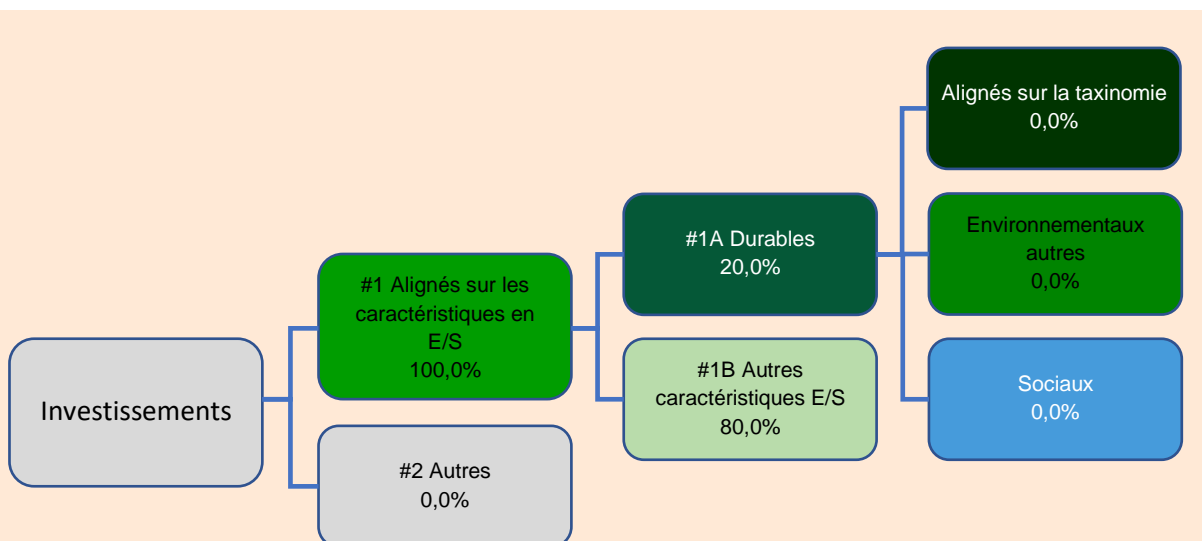 Investissements
#1 Alignés sur les
caractéristiques en
E/S
100,0%
#2 Autres
0,0%
#1A Durables
20,0%
#1B Autres
caractéristiques E/S
80,0%
Alignés sur la taxinomie
0,0%
Environnementaux
autres
0,0%
Sociaux
0,0%